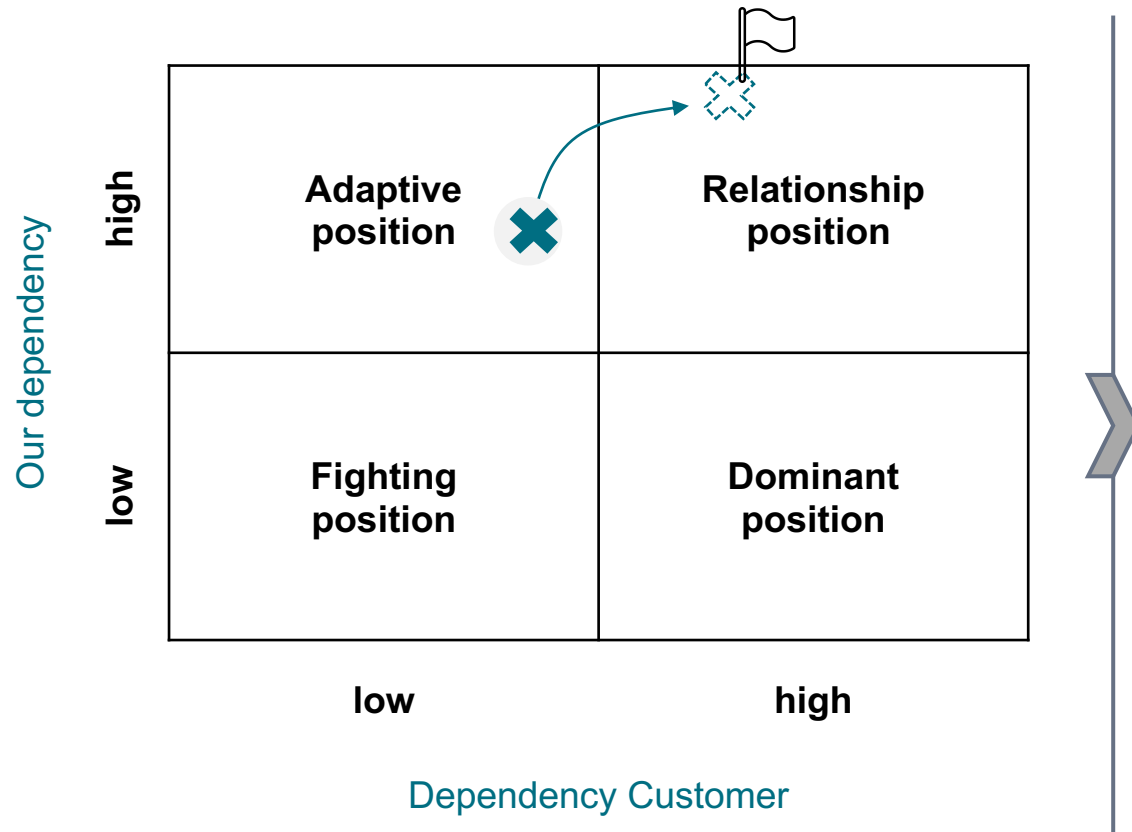 Our dependency
high
low
Adaptive
position
Relationship
position
Fighting
position
Dominant
position
low
high
Dependency Customer